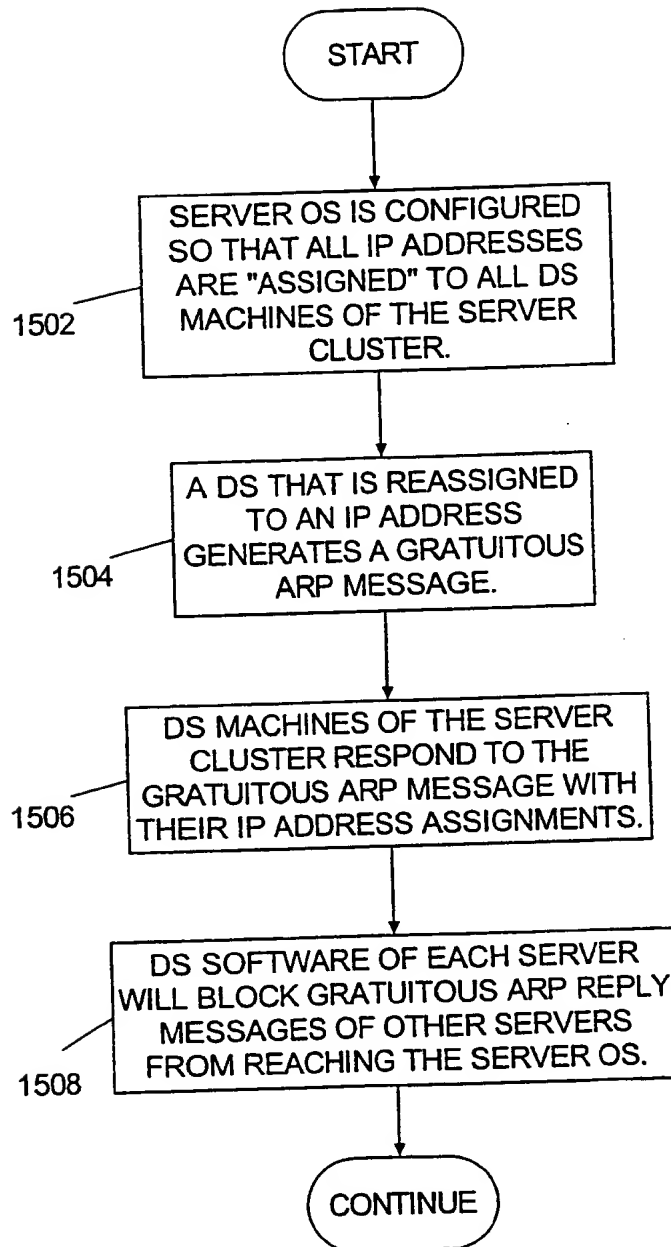 START
1502
SERVER OS IS CONFIGURED
SO THAT ALL IP ADDRESSES
ARE "ASSIGNED" TO ALL DS
MACHINES OF THE SERVER
CLUSTER.
1504
A DS THAT IS REASSIGNED
TO AN IP ADDRESS
GENERATES A GRATUITOUS
ARP MESSAGE.
1506
DS MACHINES OF THE SERVER
CLUSTER RESPOND TO THE
GRATUITOUS ARP MESSAGE WITH
THEIR IP ADDRESS ASSIGNMENTS.
1508
DS SOFTWARE OF EACH SERVER
WILL BLOCK GRATUITOUS ARP REPLY
MESSAGES OF OTHER SERVERS
FROM REACHING THE SERVER OS.
CONTINUE